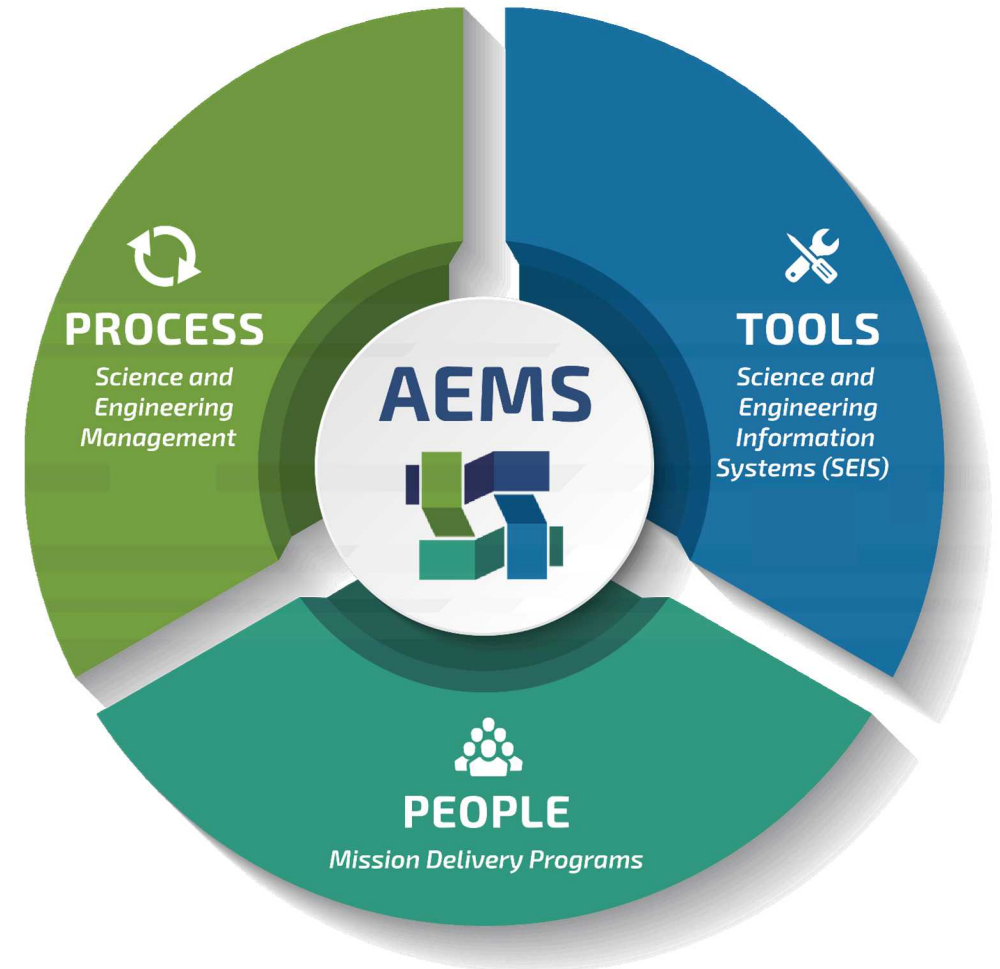 PROCESS
Science and
Engineering
Management
TOOLS
Science and
Engineering
Information
Systems (SEIS)
AEMS
PEOPLE
Mission Delivery Programs